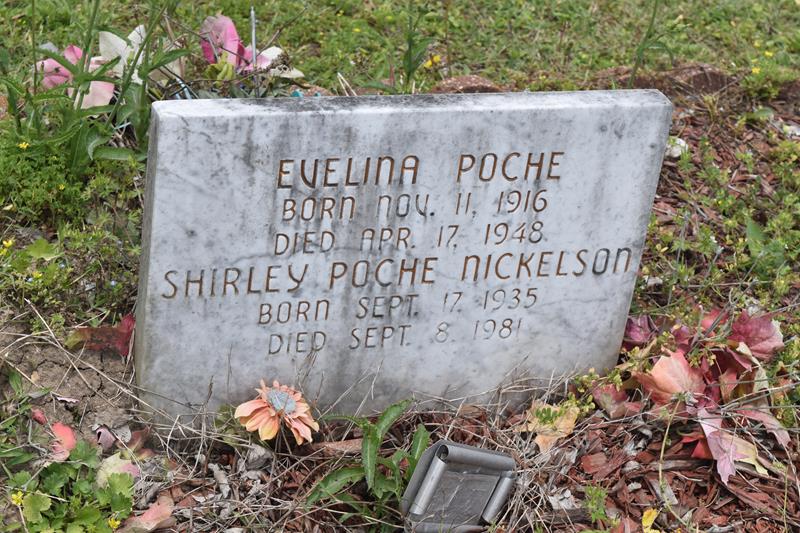 EVELINA POCHE
BORN NOV. 11, 1916
DIED APR. 17, 1948
SHIRLEY POCHE NICKELSON
BORN SEPT. 17 1935
DIED SEPT. 8 1981